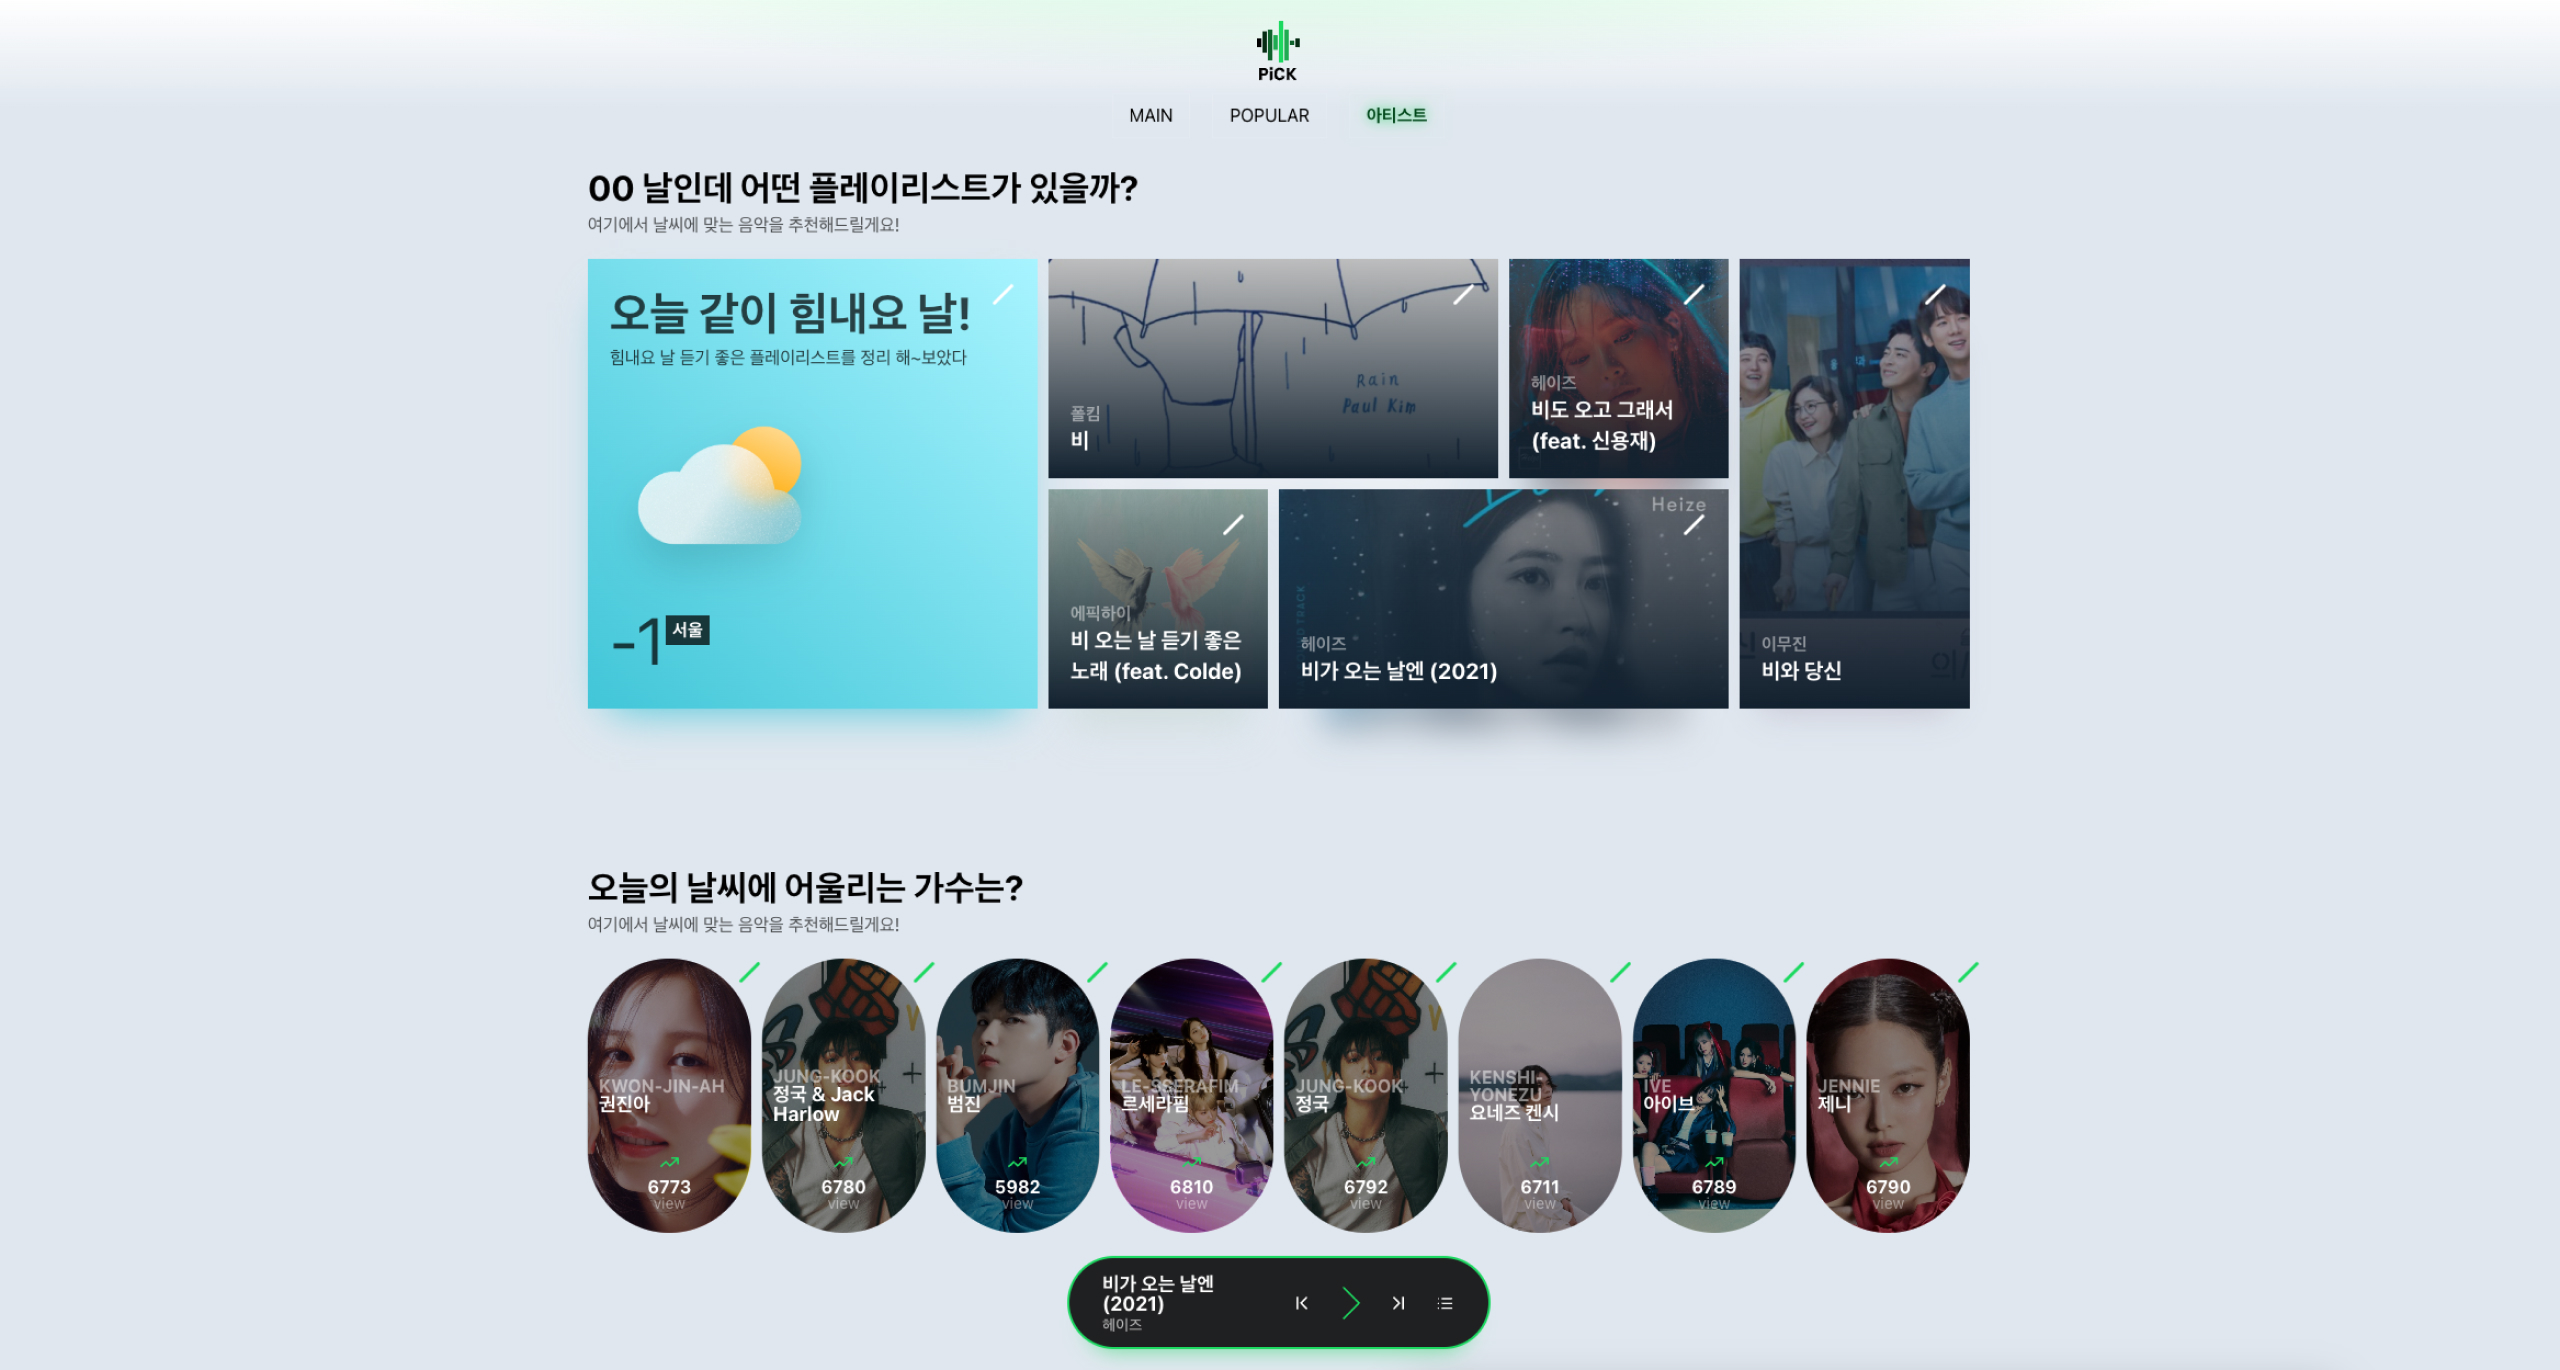 PiCK
MAIN
POPULAR
아티스트
OO 날인데 어떤 플레이리스트가 있을까?
여기에서 날씨에 맞는 음악을 추천해드릴게요!
오늘 같이 힘내요 날!
힘내요 날 듣기 좋은 플레이리스트를 정리 해~보았다
-1
서울
Rain
Paul Kim
폴킴
비
헤이즈
비도 오고 그래서
(feat. 신용재)
에픽하이
비 오는 날 듣기 좋은
노래 (feat. Colde)
Heize
헤이즈
비가 오는 날엔 (2021)
이무진
비와 당신
오늘의 날씨에 어울리는 가수는?
여기에서 날씨에 맞는 음악을 추천해드릴게요!
KWON-JIN-AH
권진아
6773
view
JUNG-KOOK
정국 & Jack
Harlow
6780
view
BUMJIN
범진
5982
view
LE-SSERAFIM
르세라핌
6810
view
JUNG-KOOK
정국
6792
view
KENSHI-
YONEZU
요네즈 켄시
6711
view
IVE
아이브
6789
view
JENNIE
제니
6790
view
비가 오는 날엔
(2021)
헤이즈